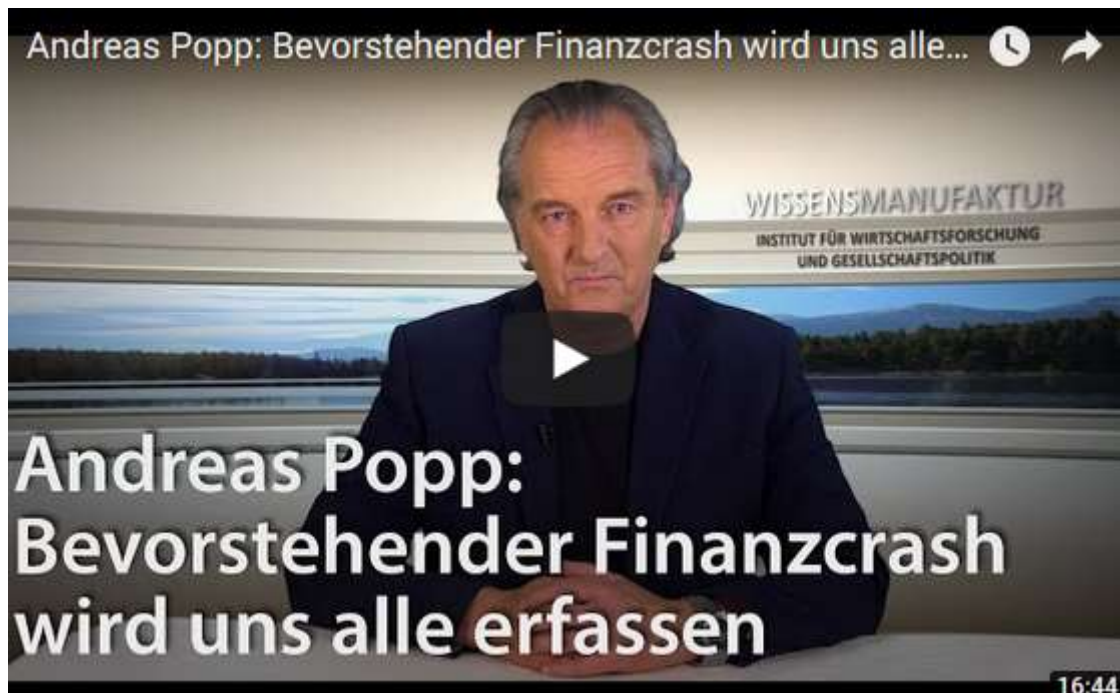 Andreas Popp: Bevorstehender Finanzcrash wird uns alle...
WISSENSMANUFAKTUR
INSTITUT FÜR WIRTSCHAFTSFORSCHUNG
UND GESELLSCHAFTSPOLITIK
Andreas Popp:
Bevorstehender Finanzcrash
wird uns alle erfassen
16:44